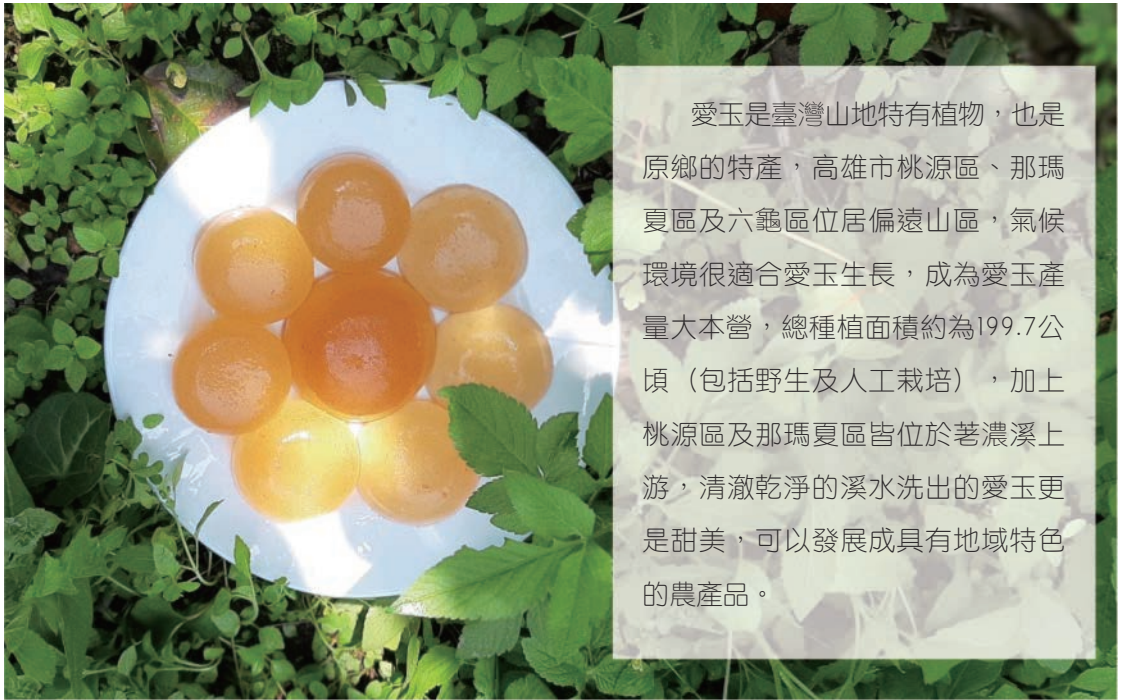 愛玉是臺灣山地特有植物，也是
原鄉的特產，高雄市桃源區、那瑪
夏區及六龜區位居偏遠山區，氣候
環境很適合愛玉生長，成為愛玉產
量大本營，總種植面積約為199.7公
頃（包括野生及人工栽培），加上
桃源區及那瑪夏區皆位於荖濃溪上
游，清澈乾淨的溪水洗出的愛玉更
是甜美，可以發展成具有地域特色
的農產品。